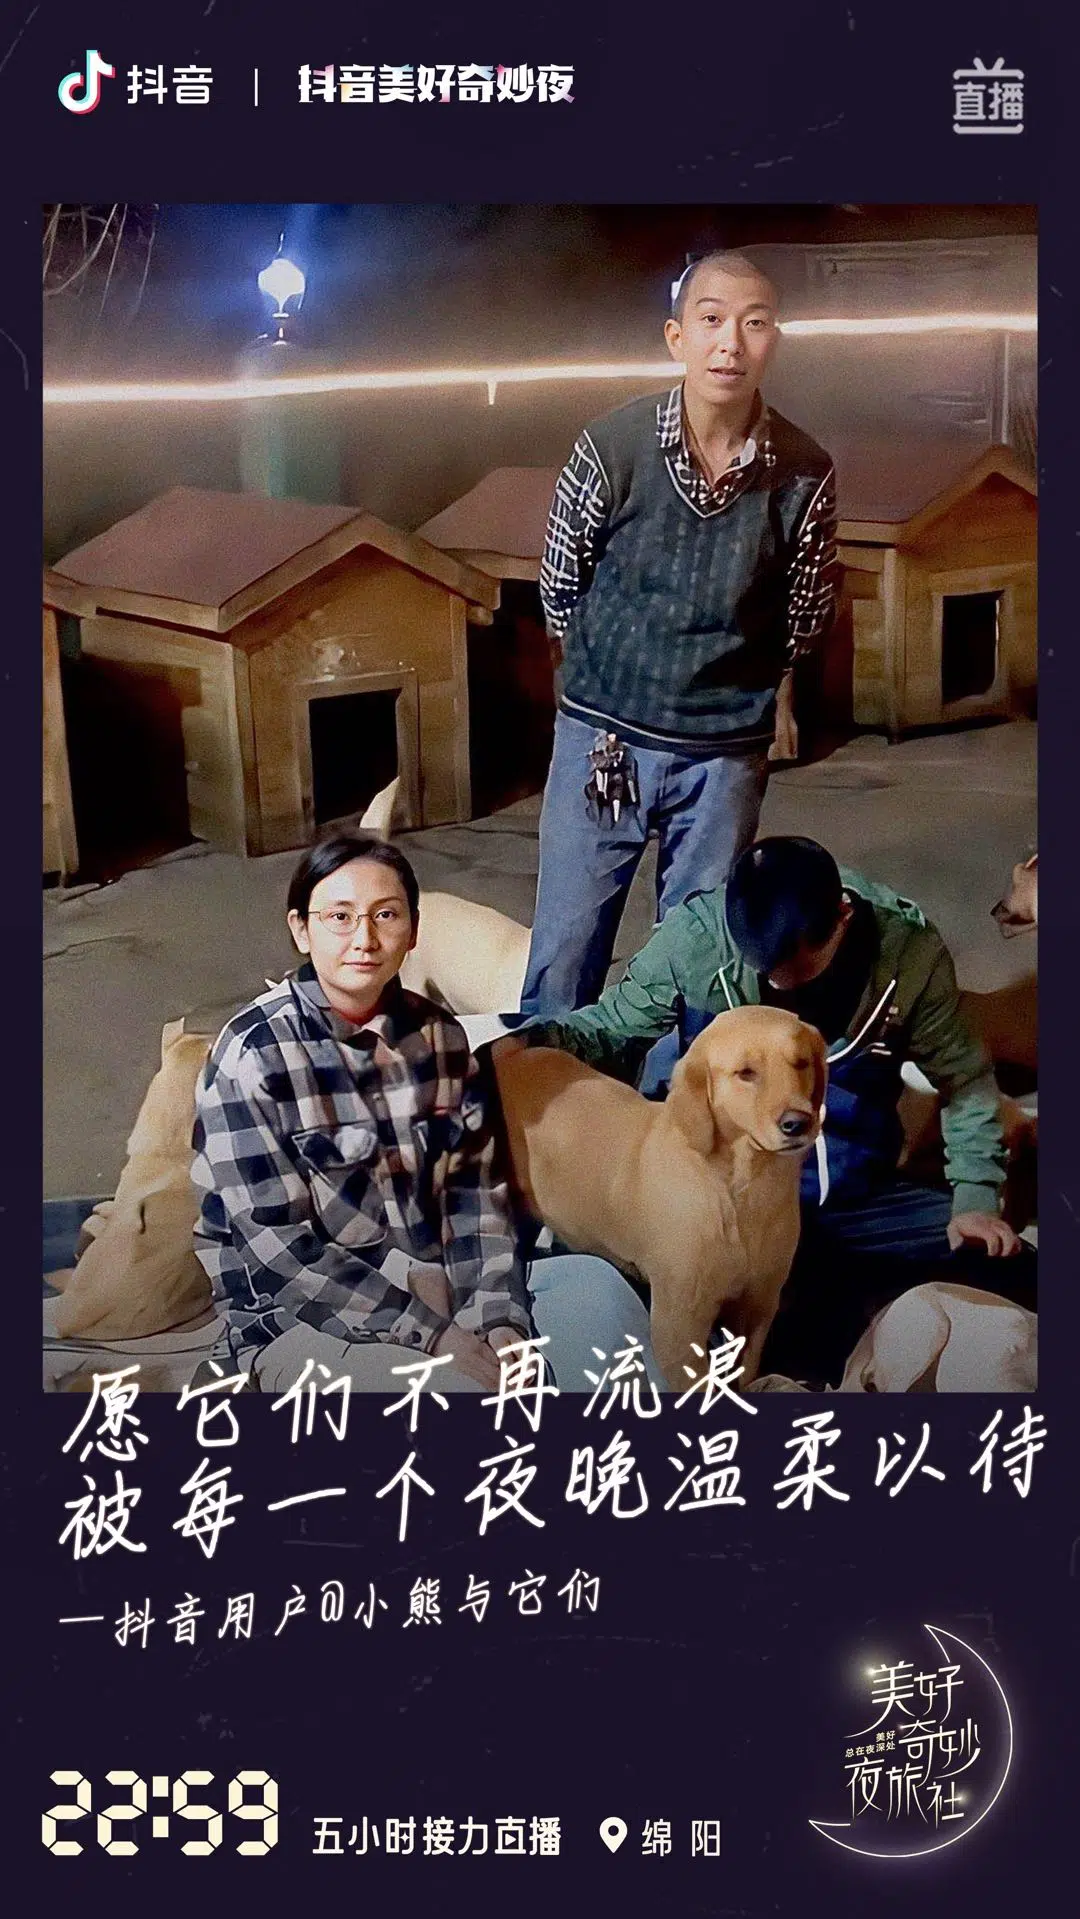 抖音 | 抖音美好奇妙夜
直播
愿它们不再流浪
被每一个夜晚温柔以待
—抖音用户@小熊与它们
美好
奇妙
美好
总在夜深处
夜旅社
22:59 五小时接力直播 绵阳